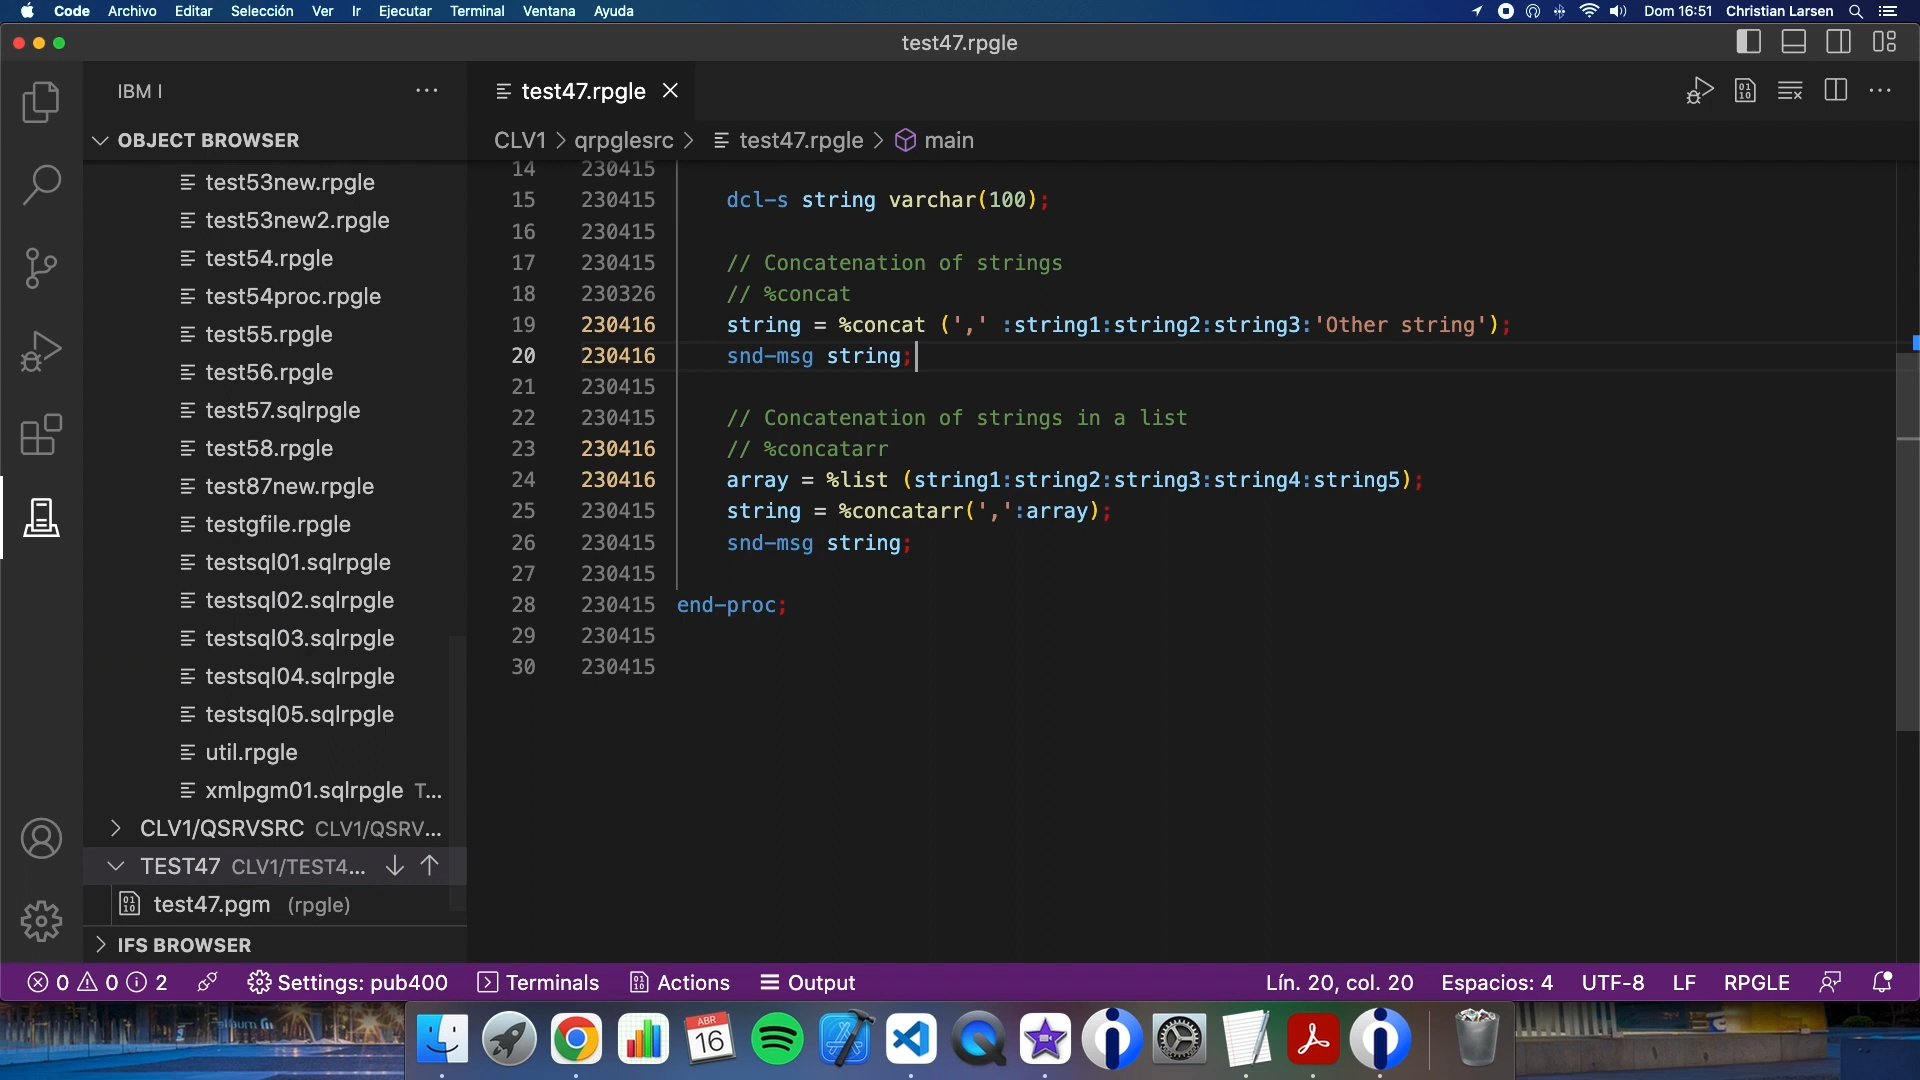 Code Archivo Editar Selección Ver Ir Ejecutar Terminal Ventana Ayuda Dom 16:51 Christian Larsen
test47.rpgle
IBM I
test47.rpgle
OBJECT BROWSER
CLV1 > qrpglesrc > test47.rpgle > main
test53new.rpgle
test53new2.rpgle
test54.rpgle
test54proc.rpgle
test55.rpgle
test56.rpgle
test57.sqlrpgle
test58.rpgle
test87new.rpgle
testgfile.rpgle
testsql01.sqlrpgle
testsql02.sqlrpgle
testsql03.sqlrpgle
testsql04.sqlrpgle
testsql05.sqlrpgle
util.rpgle
xmlpgm01.sqlrpgle T...
CLV1/QSRVSRC CLV1/QSRV...
TEST47 CLV1/TEST4...
test47.pgm (rpgle)
IFS BROWSER
14 230415
15 230415 dcl-s string varchar(100);
16 230415
17 230415 // Concatenation of strings
18 230326 // %concat
19 230416 string = %concat (',' :string1:string2:string3:'Other string');
20 230416 snd-msg string;
21 230415
22 230415 // Concatenation of strings in a list
23 230416 // %concatarr
24 230416 array = %list (string1:string2:string3:string4:string5);
25 230415 string = %concatarr(',':array);
26 230415 snd-msg string;
27 230415
28 230415 end-proc;
29 230415
30 230415
0 0 2 Settings: pub400 Terminals Actions Output Lín. 20, col. 20 Espacios: 4 UTF-8 LF RPGLE
ABR
16